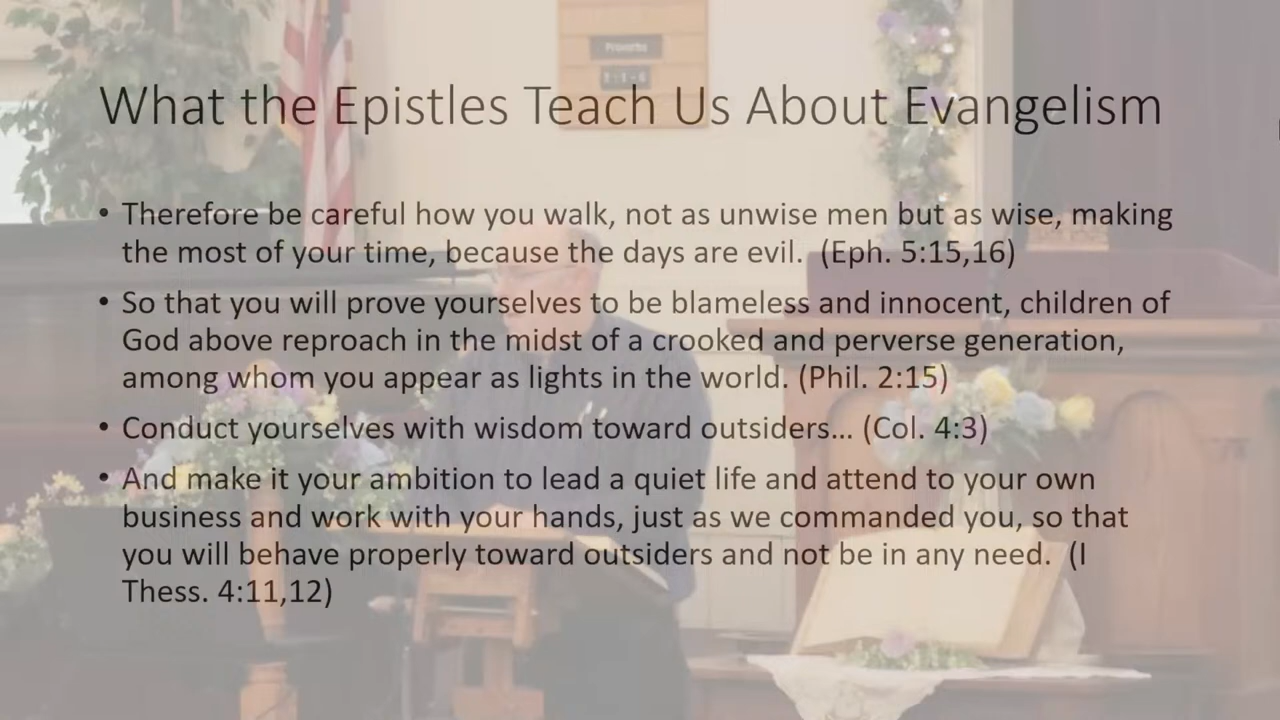 Proverbs
1:1-6
What the Epistles Teach Us About Evangelism
• Therefore be careful how you walk, not as unwise men but as wise, making
the most of your time, because the days are evil.  (Eph. 5:15,16)
• So that you will prove yourselves to be blameless and innocent, children of
God above reproach in the midst of a crooked and perverse generation,
among whom you appear as lights in the world. (Phil. 2:15)
• Conduct yourselves with wisdom toward outsiders... (Col. 4:3)
• And make it your ambition to lead a quiet life and attend to your own
business and work with your hands, just as we commanded you, so that
you will behave properly toward outsiders and not be in any need.  (I
Thess. 4:11,12)